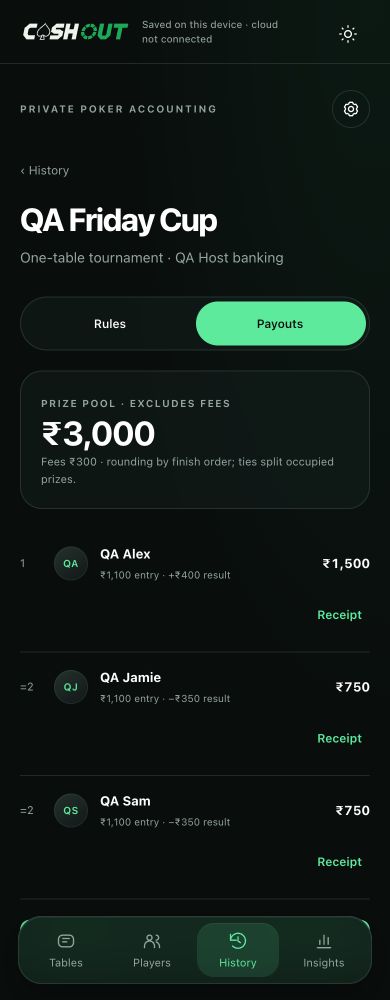 CASHOUT
Saved on this device · cloud
not connected
PRIVATE POKER ACCOUNTING
‹ History
QA Friday Cup
One-table tournament · QA Host banking
Rules
Payouts
PRIZE POOL · EXCLUDES FEES
₹3,000
Fees ₹300 · rounding by finish order; ties split occupied
prizes.
1 QA QA Alex ₹1,500
₹1,100 entry · +₹400 result
Receipt
=2 QJ QA Jamie ₹750
₹1,100 entry · −₹350 result
Receipt
=2 QS QA Sam ₹750
₹1,100 entry · −₹350 result
Receipt
Tables
Players
History
Insights